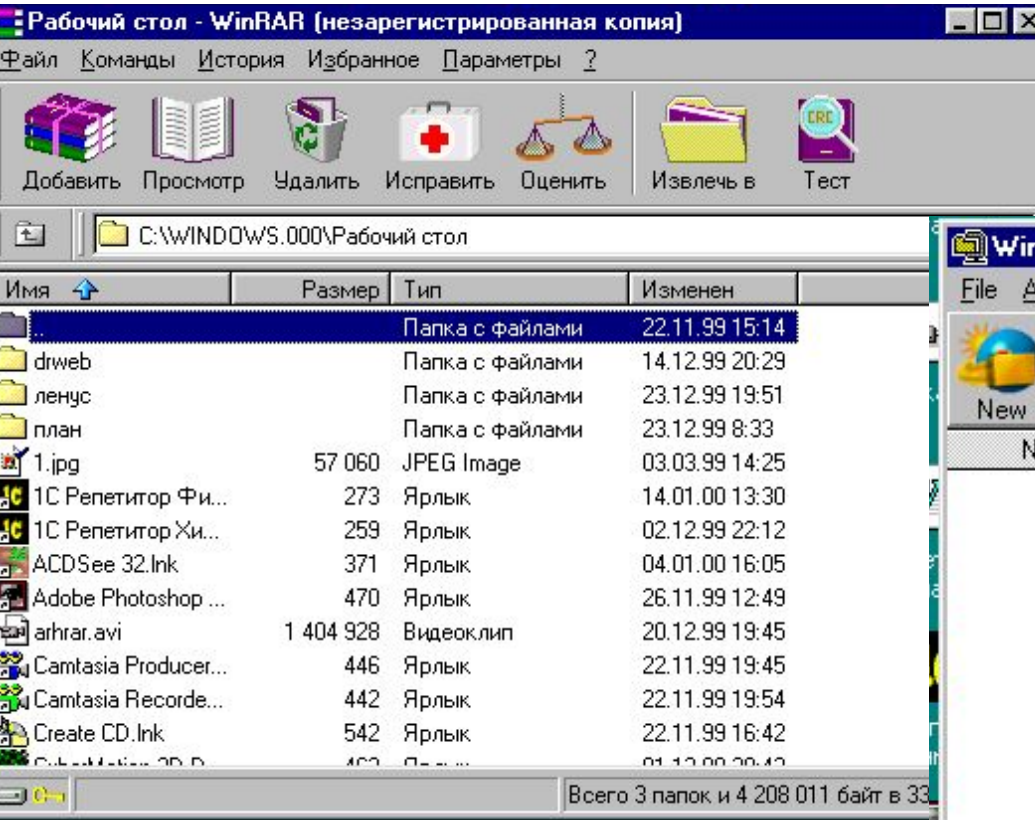 Рабочий стол - WinRAR (незарегистрированная копия)
Файл Команды История Избранное Параметры ?
Добавить Просмотр Удалить Исправить Оценить Извлечь в Тест
CRC
C:\WINDOWS.000\Рабочий стол
Имя Размер Тип Изменен
.. Папка с файлами 22.11.99 15:14
drweb Папка с файлами 14.12.99 20:29
ленус Папка с файлами 23.12.99 19:51
план Папка с файлами 23.12.99 8:33
1.jpg 57 060 JPEG Image 03.03.99 14:25
1С Репетитор Фи... 273 Ярлык 14.01.00 13:30
1С Репетитор Хи... 259 Ярлык 02.12.99 22:12
ACDSee 32.lnk 371 Ярлык 04.01.00 16:05
Adobe Photoshop ... 470 Ярлык 26.11.99 12:49
arhrar.avi 1 404 928 Видеоклип 20.12.99 19:45
Camtasia Producer... 446 Ярлык 22.11.99 19:45
Camtasia Recorde... 442 Ярлык 22.11.99 19:54
Create CD.lnk 542 Ярлык 22.11.99 16:42
Всего 3 папок и 4 208 011 байт в 33
Win
File A
New
N